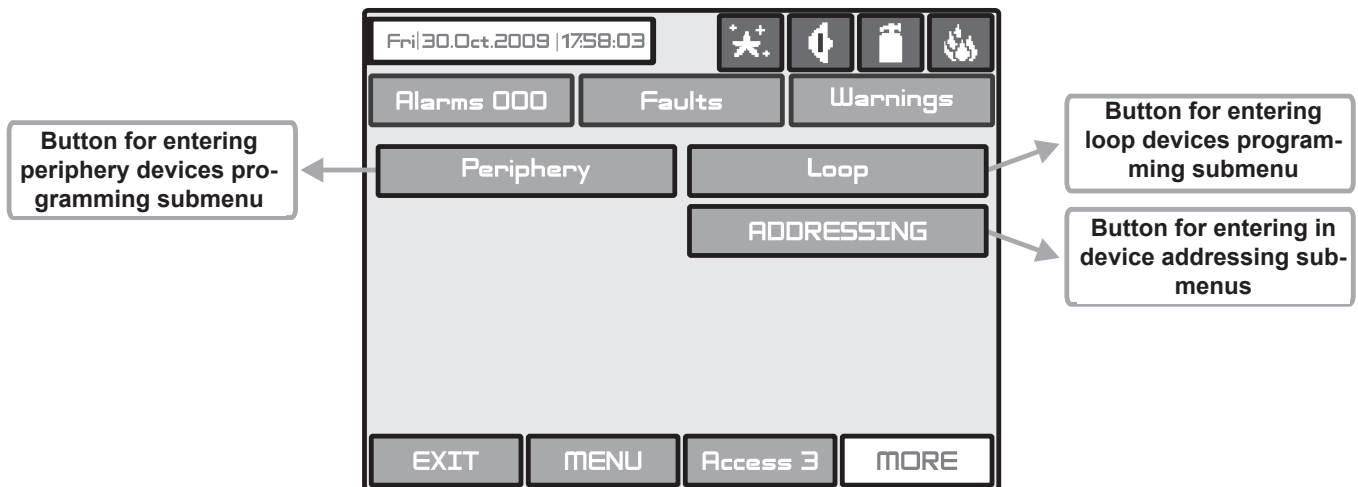 Fri|30.Oct.2009|17:58:03
Alarms 000
Faults
Warnings
Button for entering
periphery devices pro-
gramming submenu
Periphery
Loop
ADDRESSING
Button for entering
loop devices program-
ming submenu
Button for entering in
device addressing sub-
menus
EXIT
MENU
Access 3
MORE